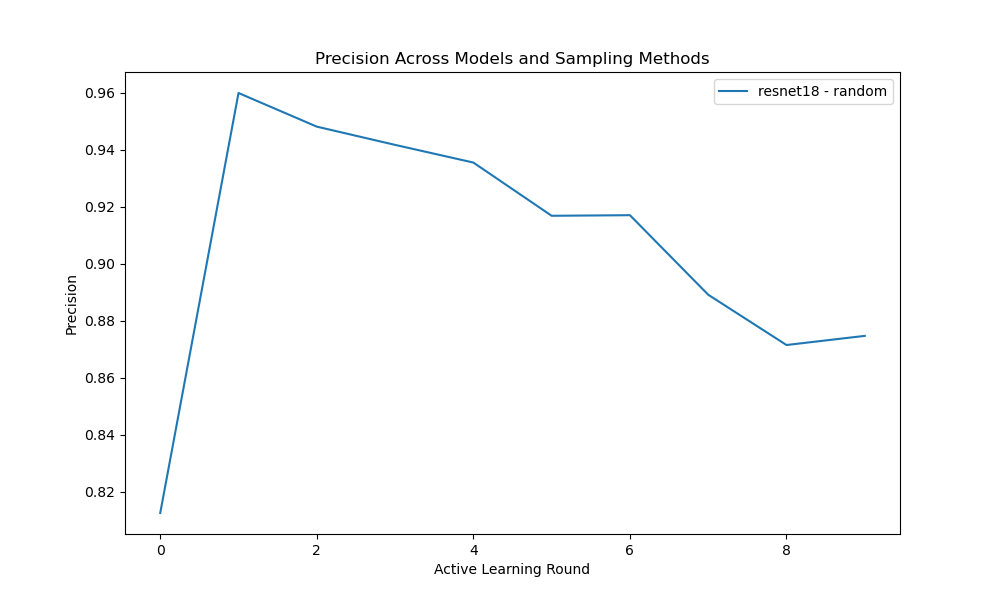 Precision Across Models and Sampling Methods
resnet18 - random
0.96
0.94
0.92
0.90
0.88
0.86
0.84
0.82
Precision
0 2 4 6 8
Active Learning Round